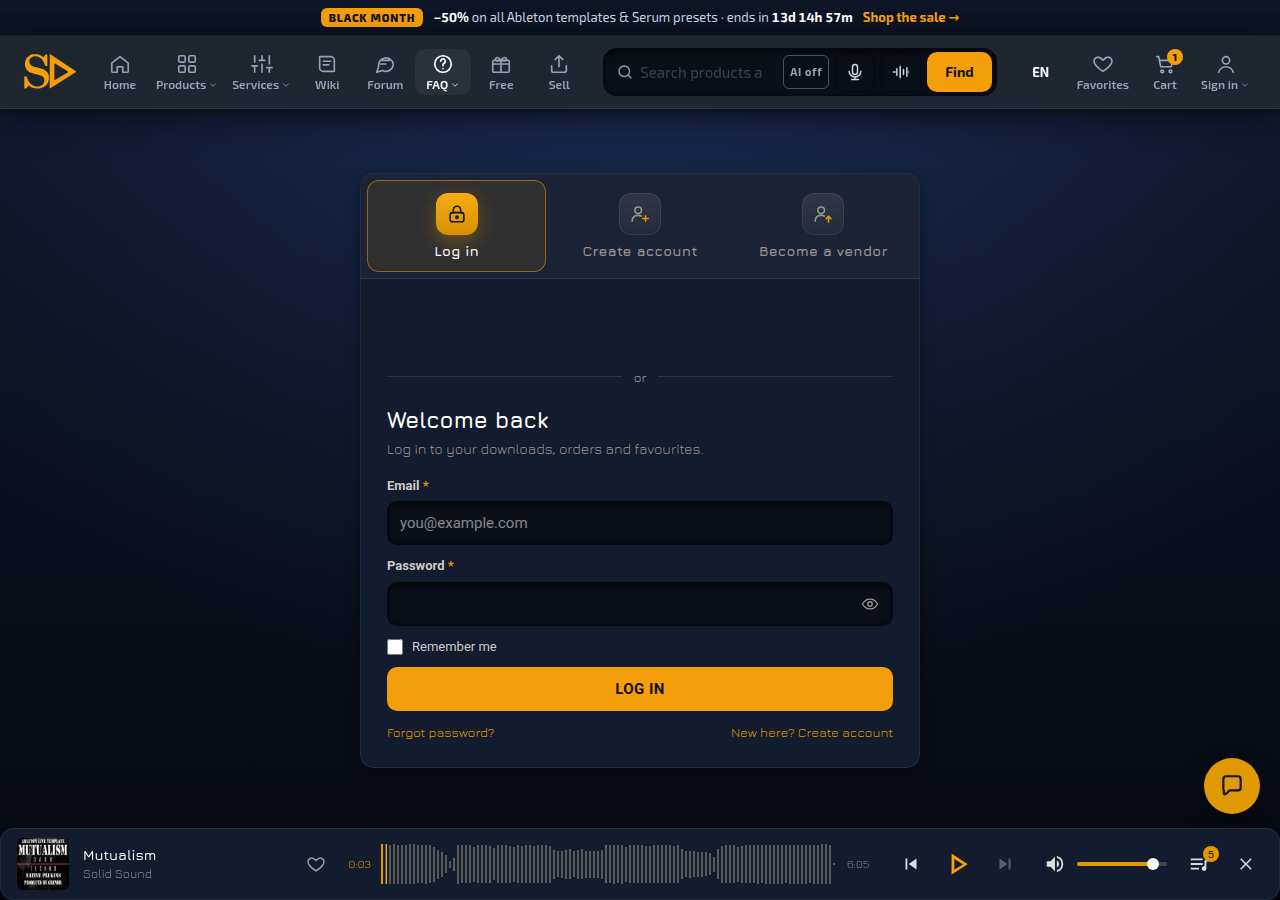 BLACK MONTH −50% on all Ableton templates & Serum presets · ends in 13d 14h 57m Shop the sale →
SD
Home
Products
Services
Wiki
Forum
FAQ
Free
Sell
Search products a
AI off
Find
EN
Favorites
1
Cart
Sign in
Log in
Create account
Become a vendor
or
Welcome back
Log in to your downloads, orders and favourites.
Email *
you@example.com
Password *
Remember me
LOG IN
Forgot password?
New here? Create account
MUTUALISM
Mutualism
Solid Sound
0:03
6:05
5